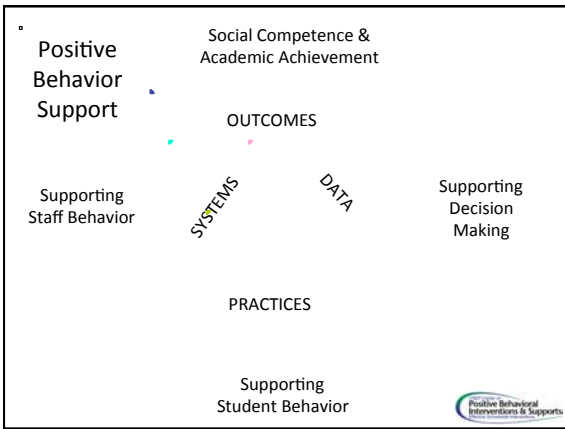 Positive
Behavior
Support
Social Competence &
Academic Achievement
OUTCOMES
Supporting
Staff Behavior
SYSTEMS
DATA
Supporting
Decision
Making
PRACTICES
Supporting
Student Behavior
Positive Behavioral
Interventions & Supports